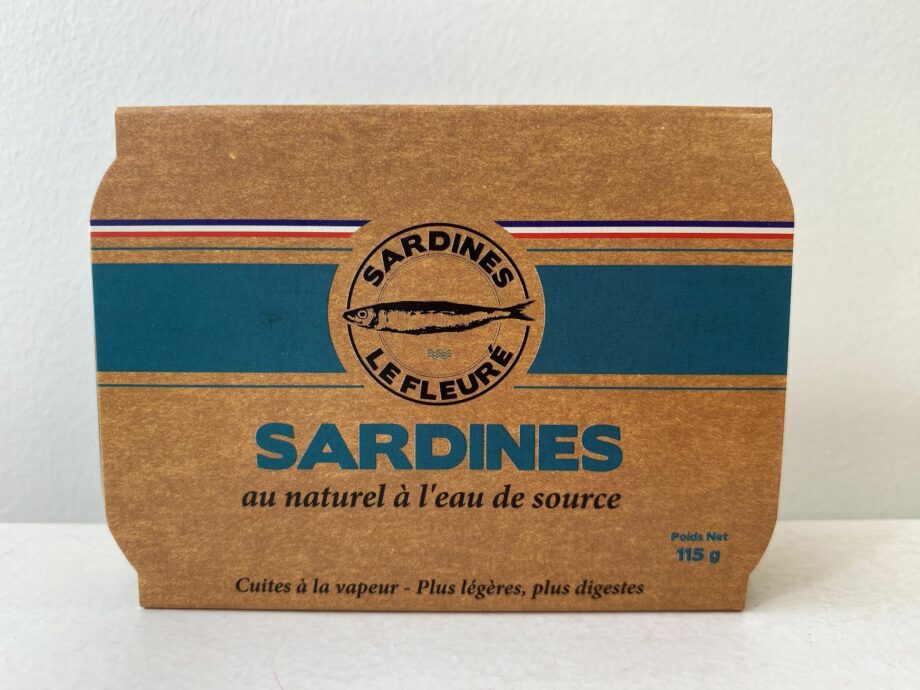 SARDINES
LE FLEURÉ
SARDINES
au naturel à l'eau de source
Poids Net
115 g
Cuites à la vapeur - Plus légères, plus digestes